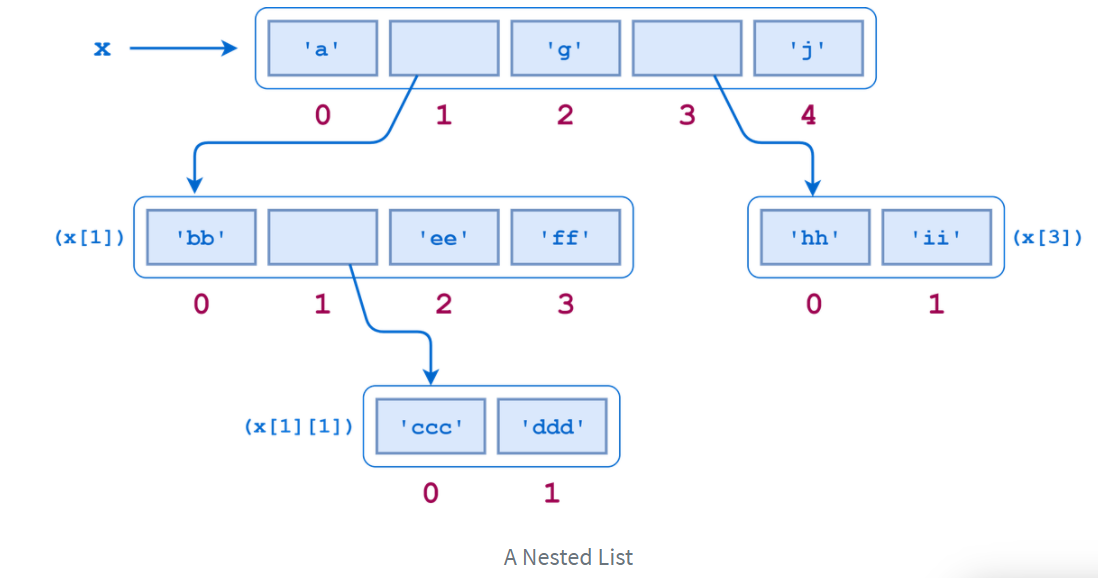 x 'a' 'g' 'j'
0 1 2 3 4
(x[1]) 'bb' 'ee' 'ff' 'hh' 'ii' (x[3])
0 1 2 3 0 1
(x[1][1]) 'ccc' 'ddd'
0 1
A Nested List